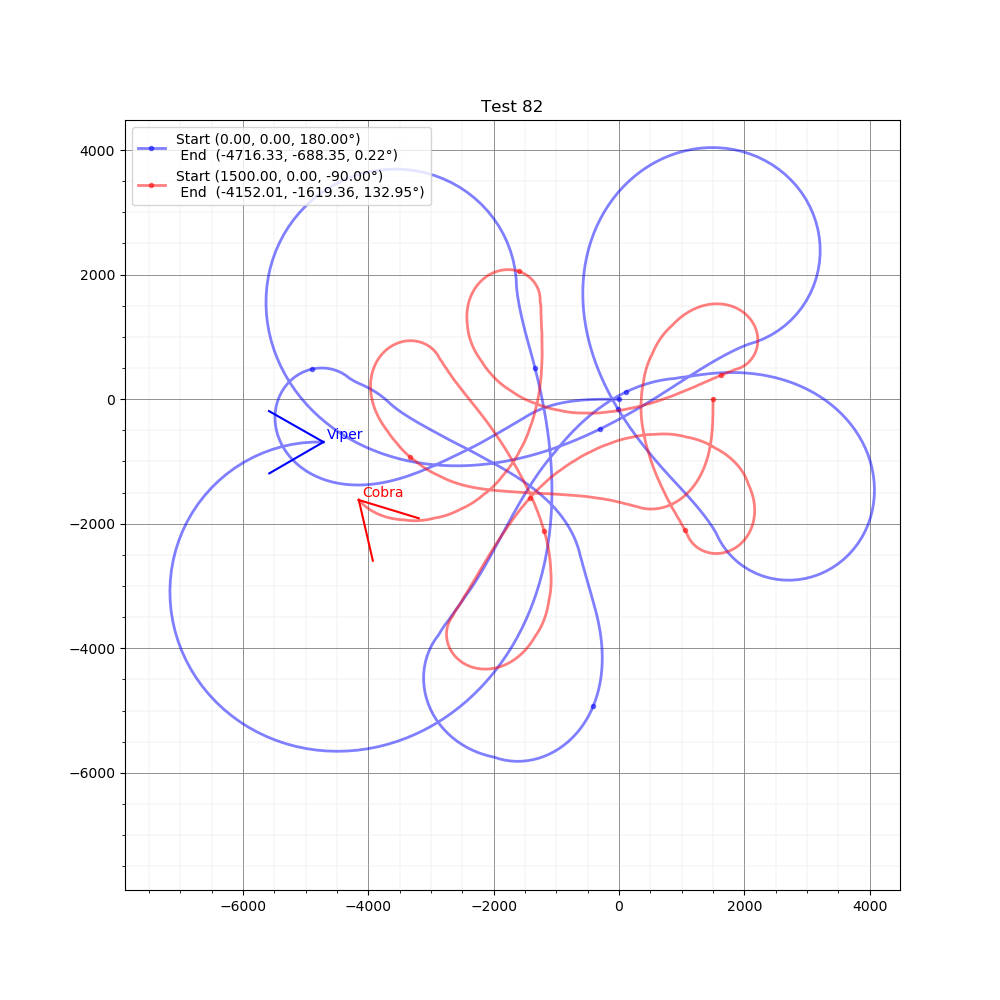 Test 82
Start (0.00, 0.00, 180.00°)
End (-4716.33, -688.35, 0.22°)
Start (1500.00, 0.00, -90.00°)
End (-4152.01, -1619.36, 132.95°)
4000
2000
0
−2000
−4000
−6000
Viper
Cobra
−6000 −4000 −2000 0 2000 4000